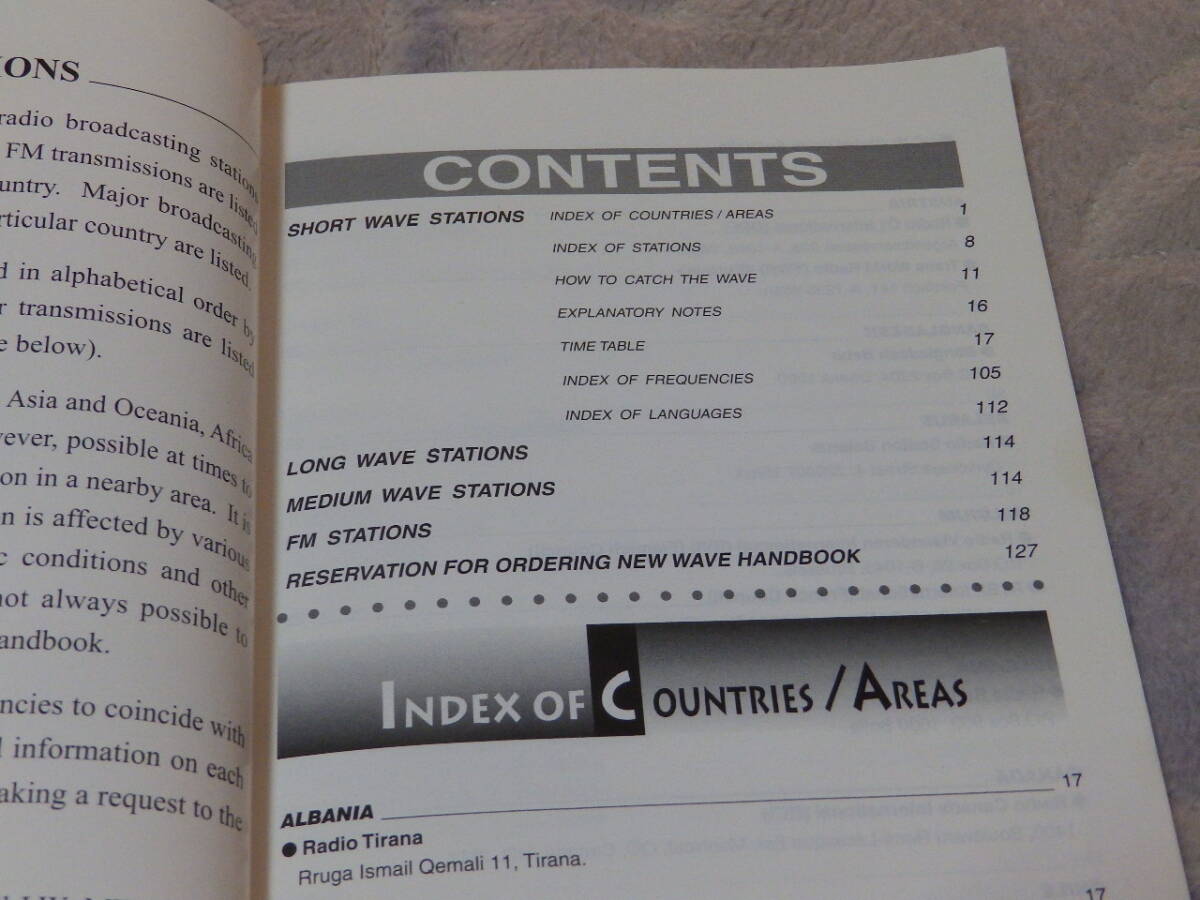 IONS
radio broadcasting stations
FM transmissions are listed
untry. Major broadcasting
rticular country are listed.
d in alphabetical order by
r transmissions are listed
e below).
Asia and Oceania, Africa
vever, possible at times to
on in a nearby area. It is
n is affected by various
c conditions and other
not always possible to
andbook.
ncies to coincide with
l information on each
aking a request to the
CONTENTS
SHORT WAVE STATIONS INDEX OF COUNTRIES / AREAS 1
INDEX OF STATIONS 8
HOW TO CATCH THE WAVE 11
EXPLANATORY NOTES 16
TIME TABLE 17
INDEX OF FREQUENCIES 105
INDEX OF LANGUAGES 112
LONG WAVE STATIONS 114
MEDIUM WAVE STATIONS 114
FM STATIONS 118
RESERVATION FOR ORDERING NEW WAVE HANDBOOK 127
INDEX OF COUNTRIES / AREAS
ALBANIA 17
● Radio Tirana
Rruga Ismail Qemali 11, Tirana.
17